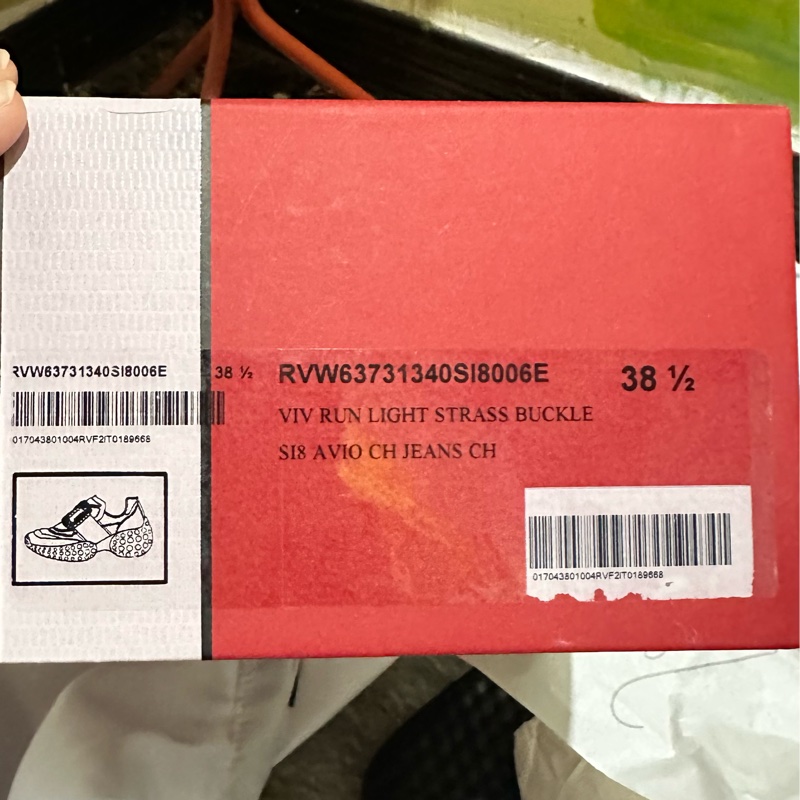 RVW63731340SI8006E 38 ½
017043801004RVF2IT0189668
RVW63731340SI8006E 38 ½
VIV RUN LIGHT STRASS BUCKLE
SI8 AVIO CH JEANS CH
017043801004RVF2IT0189668